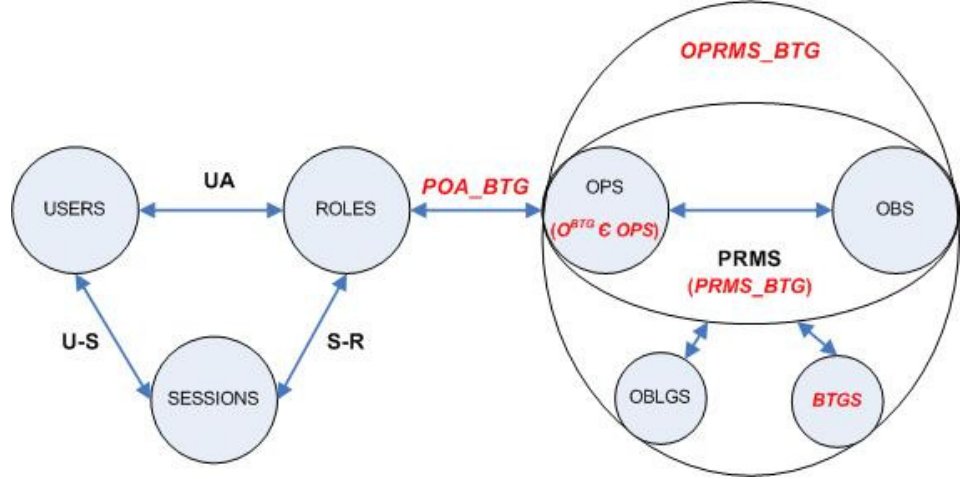 OPRMS_BTG
UA
POA_BTG
OPS
USERS
ROLES
OBS
(O^BTG Є OPS)
PRMS
(PRMS_BTG)
U-S
S-R
SESSIONS
OBLGS
BTGS